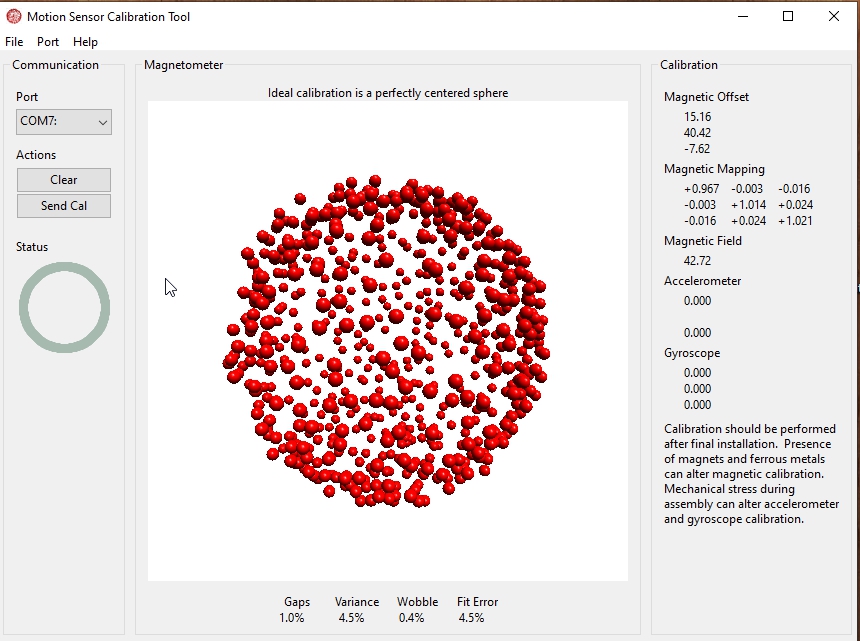 Motion Sensor Calibration Tool
File Port Help
Communication
Port
COM7:
Actions
Clear
Send Cal
Status
Magnetometer
Ideal calibration is a perfectly centered sphere
Gaps Variance Wobble Fit Error
1.0% 4.5% 0.4% 4.5%
Calibration
Magnetic Offset
15.16
40.42
-7.62
Magnetic Mapping
+0.967 -0.003 -0.016
-0.003 +1.014 +0.024
-0.016 +0.024 +1.021
Magnetic Field
42.72
Accelerometer
0.000
0.000
Gyroscope
0.000
0.000
0.000
Calibration should be performed
after final installation. Presence
of magnets and ferrous metals
can alter magnetic calibration.
Mechanical stress during
assembly can alter accelerometer
and gyroscope calibration.